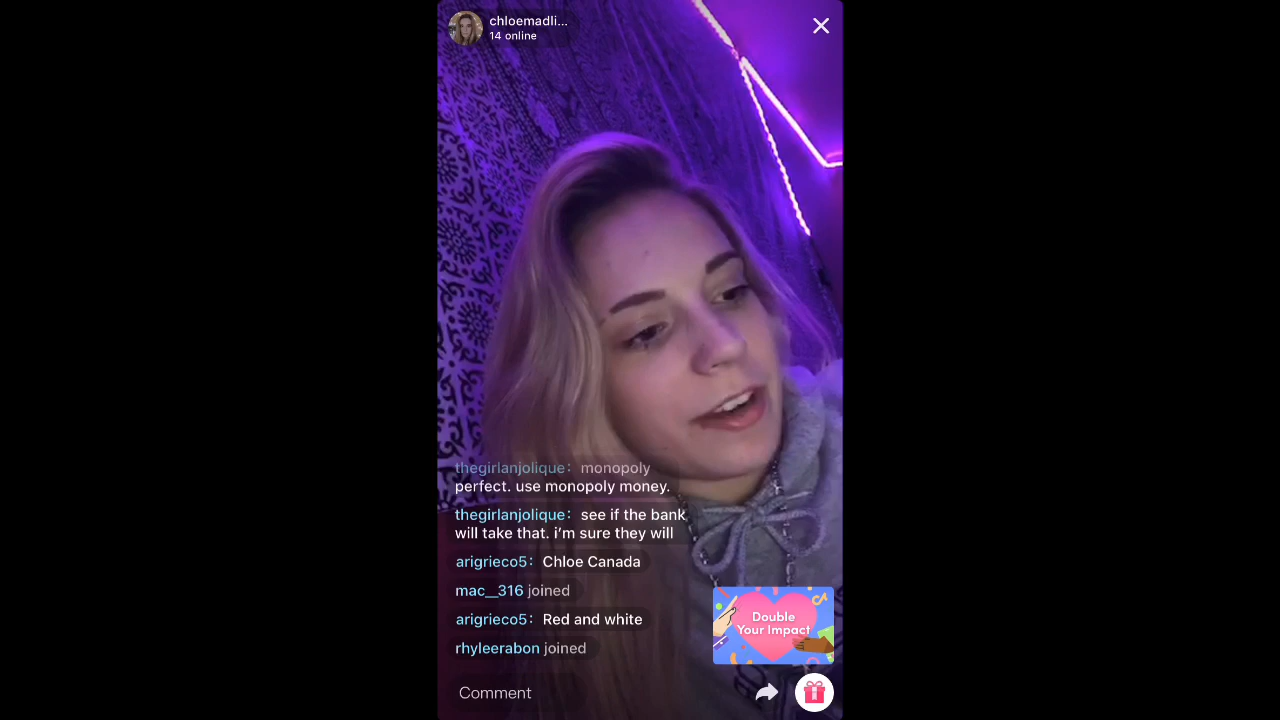 chloemadli...
14 online
thegirlanjolique: monopoly
perfect. use monopoly money.
thegirlanjolique: see if the bank
will take that. i'm sure they will
arigrieco5: Chloe Canada
mac__316 joined
arigrieco5: Red and white
rhyleerabon joined
Double
Your Impact
Comment